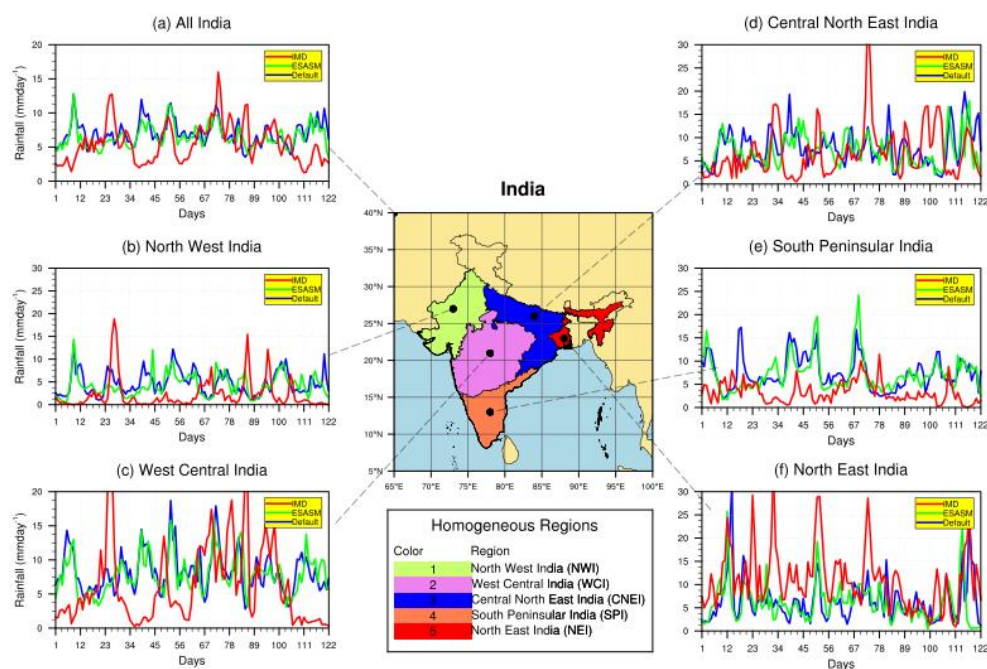 (a) All India
Rainfall (mmday⁻¹)
20
15
10
5
0
IMD
ESASM
Default
1 12 23 34 45 56 67 78 89 100 111 122
Days
(b) North West India
Rainfall (mmday⁻¹)
30
25
20
15
10
5
0
IMD
ESASM
Default
1 12 23 34 45 56 67 78 89 100 111 122
Days
(c) West Central India
Rainfall (mmday⁻¹)
20
15
10
5
0
IMD
ESASM
Default
1 12 23 34 45 56 67 78 89 100 111 122
Days
India
40°N
35°N
30°N
25°N
20°N
15°N
10°N
5°N
65°E 70°E 75°E 80°E 85°E 90°E 95°E 100°E
Homogeneous Regions
Color Region
1 North West India (NWI)
2 West Central India (WCI)
3 Central North East India (CNEI)
4 South Peninsular India (SPI)
5 North East India (NEI)
(d) Central North East India
30
25
20
15
10
5
0
IMD
ESASM
Default
1 12 23 34 45 56 67 78 89 100 111 122
Days
(e) South Peninsular India
30
25
20
15
10
5
0
IMD
ESASM
Default
1 12 23 34 45 56 67 78 89 100 111 122
Days
(f) North East India
30
25
20
15
10
5
0
IMD
ESASM
Default
1 12 23 34 45 56 67 78 89 100 111 122
Days